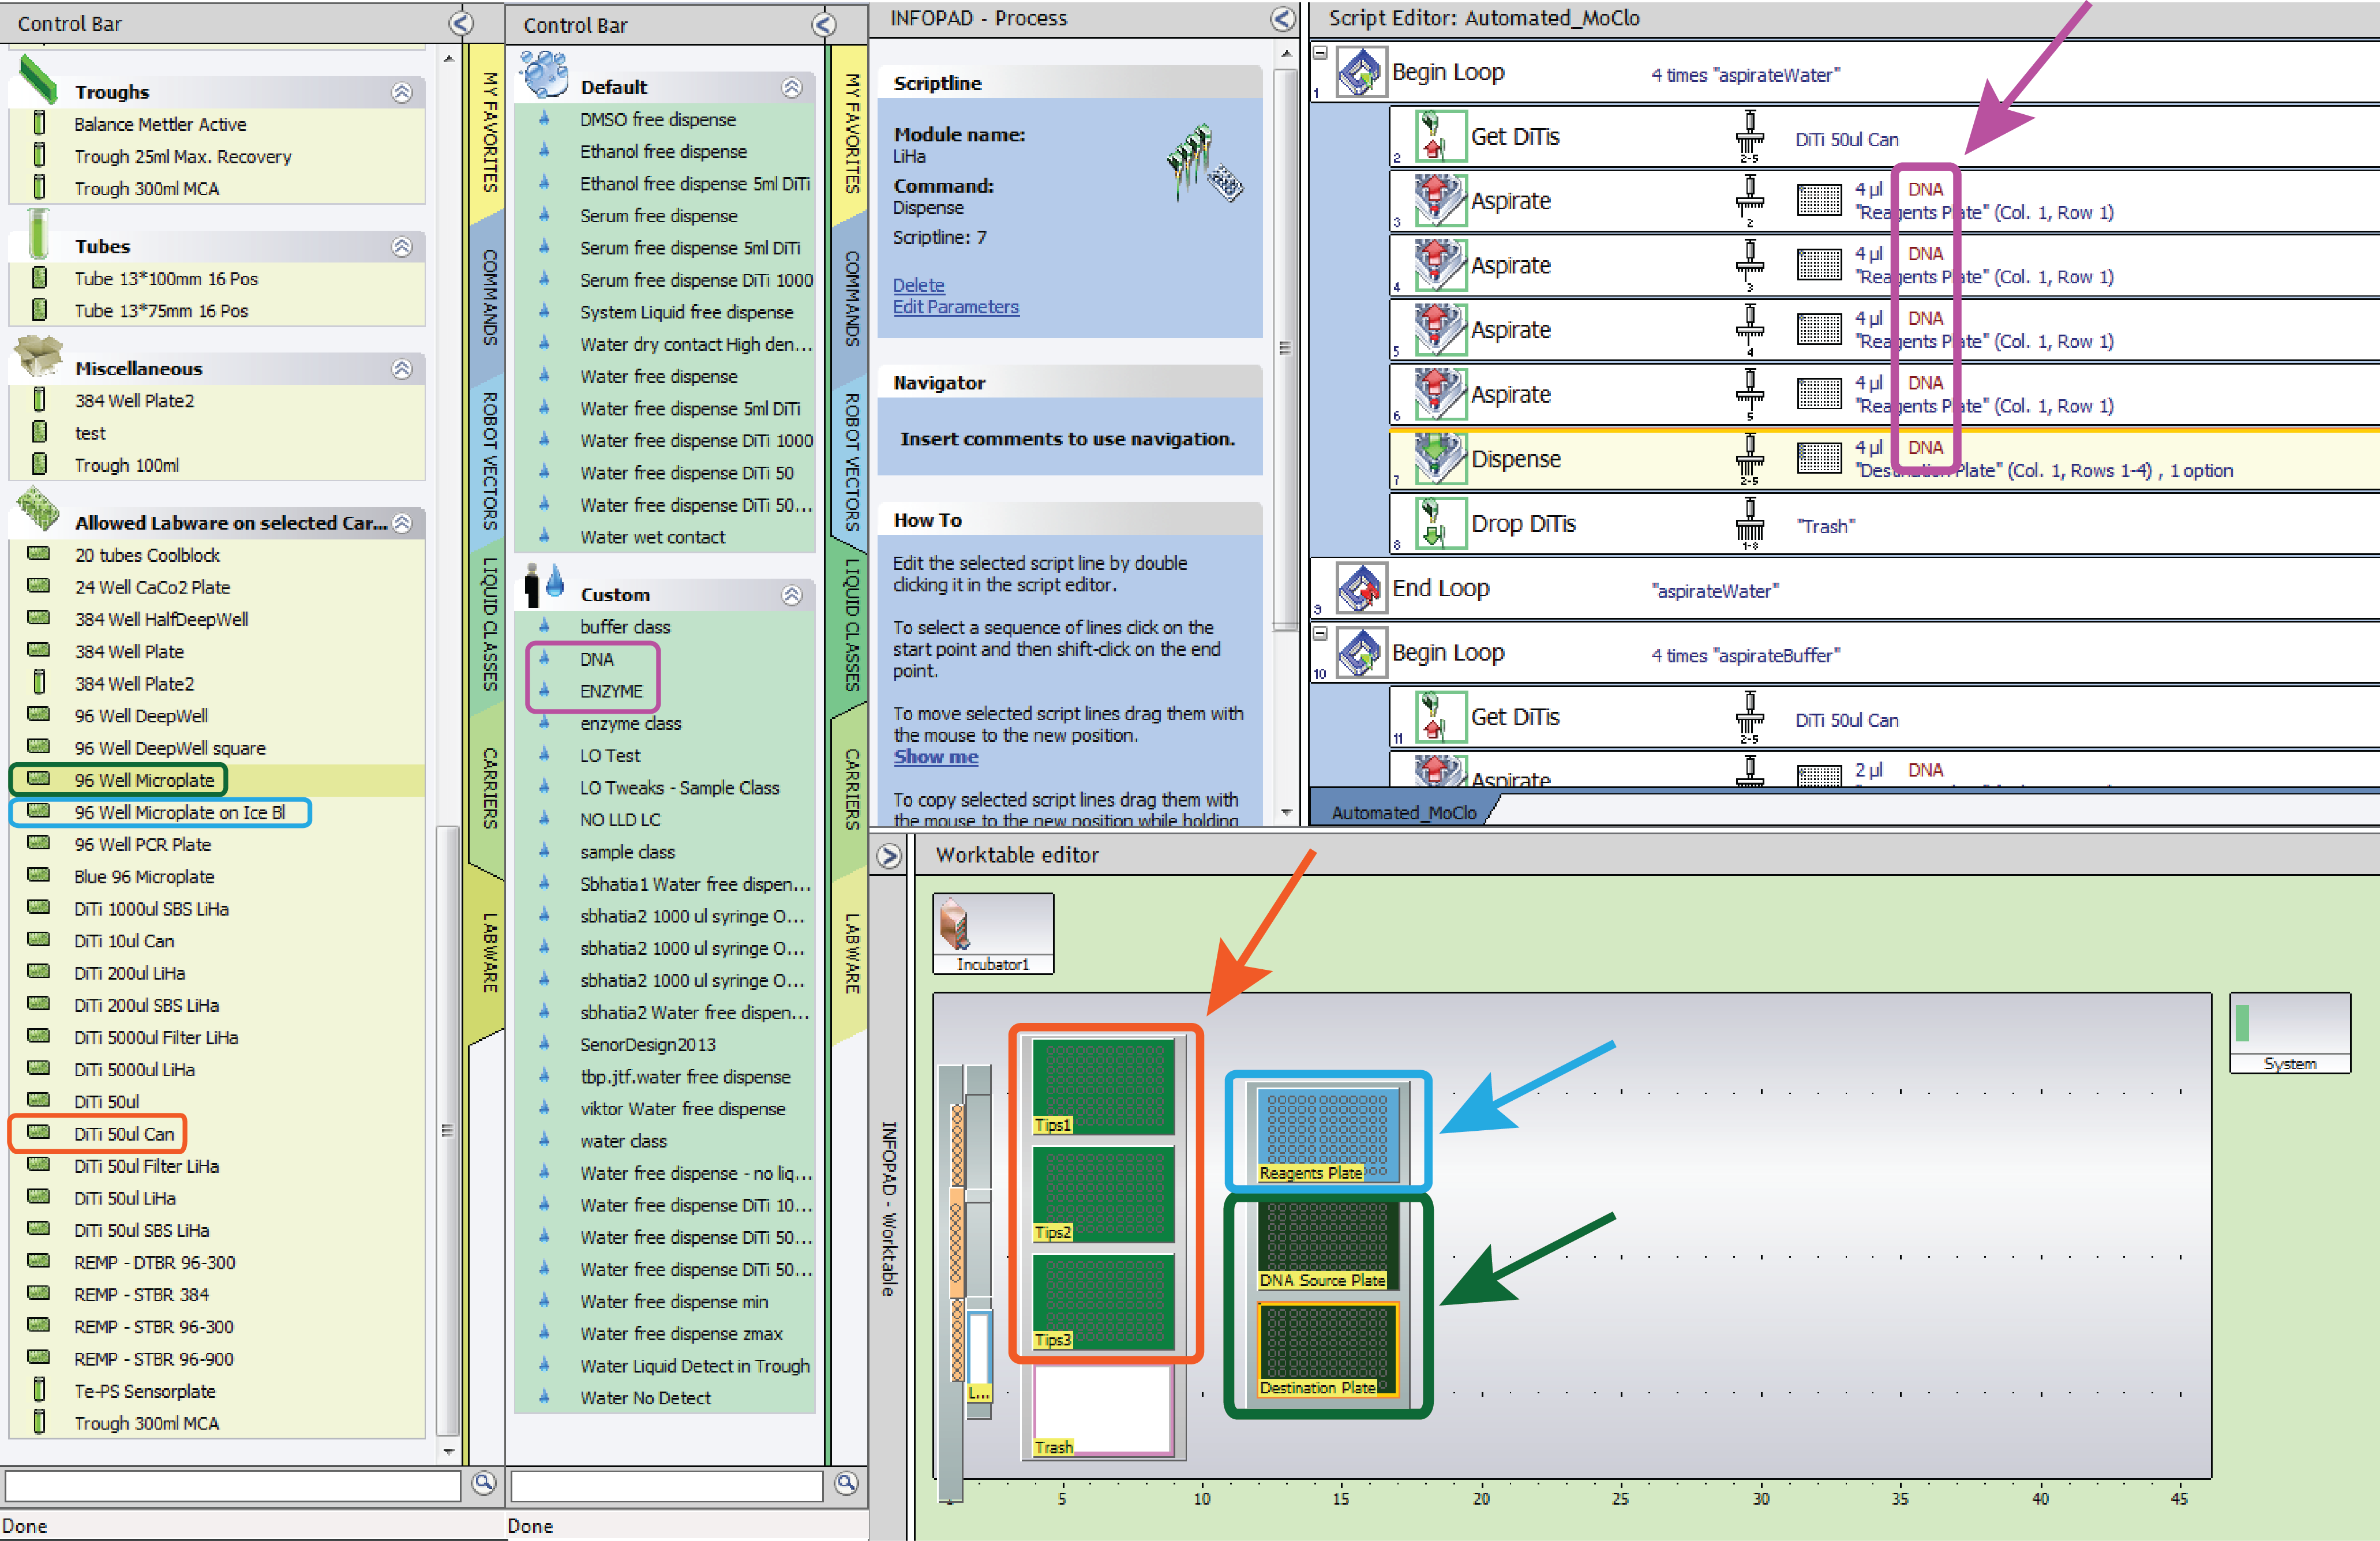 Control Bar
Troughs
Balance Mettler Active
Trough 25ml Max. Recovery
Trough 300ml MCA
Tubes
Tube 13*100mm 16 Pos
Tube 13*75mm 16 Pos
Miscellaneous
384 Well Plate2
test
Trough 100ml
Allowed Labware on selected Car...
20 tubes Coolblock
24 Well CaCo2 Plate
384 Well HalfDeepWell
384 Well Plate
384 Well Plate2
96 Well DeepWell
96 Well DeepWell square
96 Well Microplate
96 Well Microplate on Ice Bl
96 Well PCR Plate
Blue 96 Microplate
DiTi 1000ul SBS LiHa
DiTi 10ul Can
DiTi 200ul LiHa
DiTi 200ul SBS LiHa
DiTi 5000ul Filter LiHa
DiTi 5000ul LiHa
DiTi 50ul
DiTi 50ul Can
DiTi 50ul Filter LiHa
DiTi 50ul LiHa
DiTi 50ul SBS LiHa
REMP - DTBR 96-300
REMP - STBR 384
REMP - STBR 96-300
REMP - STBR 96-900
Te-PS Sensorplate
Trough 300ml MCA
Done
MY FAVORITES
COMMANDS
ROBOT VECTORS
LIQUID CLASSES
CARRIERS
LABWARE
Control Bar
Default
DMSO free dispense
Ethanol free dispense
Ethanol free dispense 5ml DiTi
Serum free dispense
Serum free dispense 5ml DiTi
Serum free dispense DiTi 1000
System Liquid free dispense
Water dry contact High den...
Water free dispense
Water free dispense 5ml DiTi
Water free dispense DiTi 1000
Water free dispense DiTi 50
Water free dispense DiTi 50...
Water wet contact
Custom
buffer class
DNA
ENZYME
enzyme class
LO Test
LO Tweaks - Sample Class
NO LLD LC
sample class
Sbhatia1 Water free dispen...
sbhatia2 1000 ul syringe O...
sbhatia2 1000 ul syringe O...
sbhatia2 1000 ul syringe O...
sbhatia2 Water free dispen...
SenorDesign2013
tbp.jtf.water free dispense
viktor Water free dispense
water class
Water free dispense - no liq...
Water free dispense DiTi 10...
Water free dispense DiTi 50...
Water free dispense DiTi 50...
Water free dispense min
Water free dispense zmax
Water Liquid Detect in Trough
Water No Detect
Done
MY FAVORITES
COMMANDS
ROBOT VECTORS
LIQUID CLASSES
CARRIERS
LABWARE
INFOPAD - Process
Scriptline
Module name:
LiHa
Command:
Dispense
Scriptline: 7
Delete
Edit Parameters
Navigator
Insert comments to use navigation.
How To
Edit the selected script line by double
clicking it in the script editor.
To select a sequence of lines click on the
start point and then shift-click on the end
point.
To move selected script lines drag them with
the mouse to the new position.
Show me
To copy selected script lines drag them with
the mouse to the new position while holding
Script Editor: Automated_MoClo
1 Begin Loop 4 times "aspirateWater"
2 Get DiTis 2-5 DiTi 50ul Can
3 Aspirate 2 4 µl DNA
"Reagents Plate" (Col. 1, Row 1)
4 Aspirate 3 4 µl DNA
"Reagents Plate" (Col. 1, Row 1)
5 Aspirate 4 4 µl DNA
"Reagents Plate" (Col. 1, Row 1)
6 Aspirate 5 4 µl DNA
"Reagents Plate" (Col. 1, Row 1)
7 Dispense 2-5 4 µl DNA
"Destination Plate" (Col. 1, Rows 1-4) , 1 option
8 Drop DiTis 1-8 "Trash"
9 End Loop "aspirateWater"
10 Begin Loop 4 times "aspirateBuffer"
11 Get DiTis 2-5 DiTi 50ul Can
Aspirate 2 µl DNA
Automated_MoClo
Worktable editor
INFOPAD - Worktable
Incubator1
System
Tips1
Tips2
Tips3
Trash
L...
Reagents Plate
DNA Source Plate
Destination Plate
5 10 15 20 25 30 35 40 45